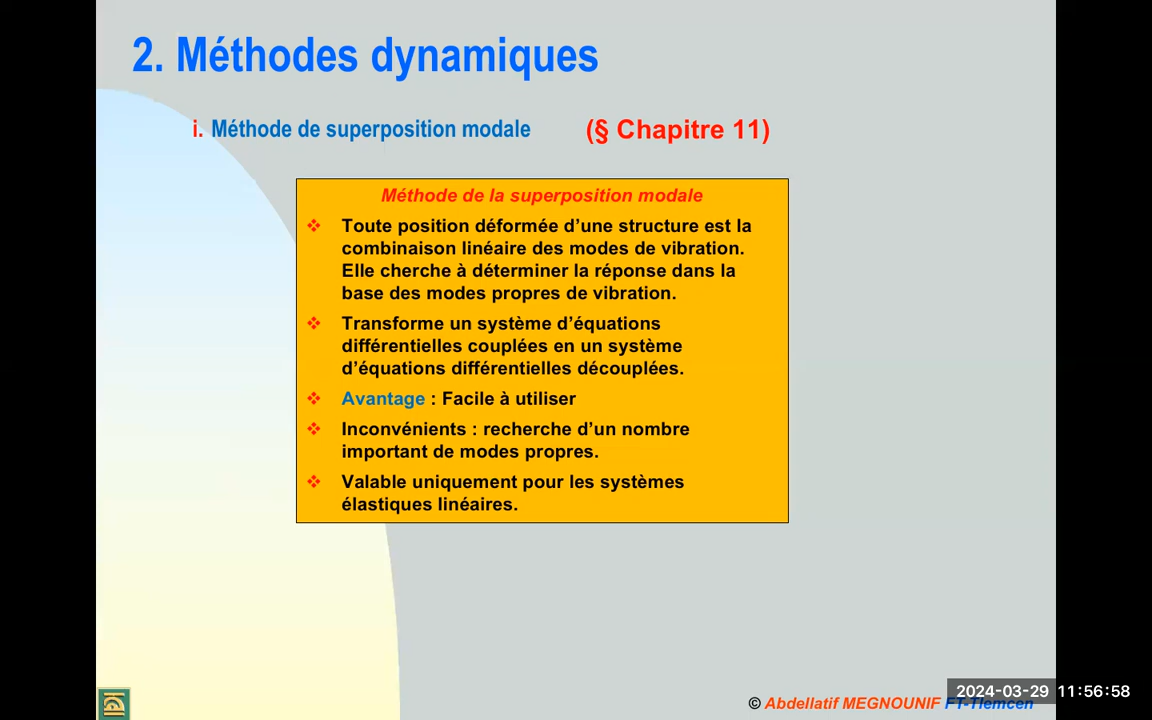 2. Méthodes dynamiques
i. Méthode de superposition modale (§ Chapitre 11)
Méthode de la superposition modale
❖ Toute position déformée d’une structure est la
combinaison linéaire des modes de vibration.
Elle cherche à déterminer la réponse dans la
base des modes propres de vibration.
❖ Transforme un système d’équations
différentielles couplées en un système
d’équations différentielles découplées.
❖ Avantage : Facile à utiliser
❖ Inconvénients : recherche d’un nombre
important de modes propres.
❖ Valable uniquement pour les systèmes
élastiques linéaires.
2024-03-29 11:56:58
© Abdellatif MEGNOUNIF FT-Tlemcen